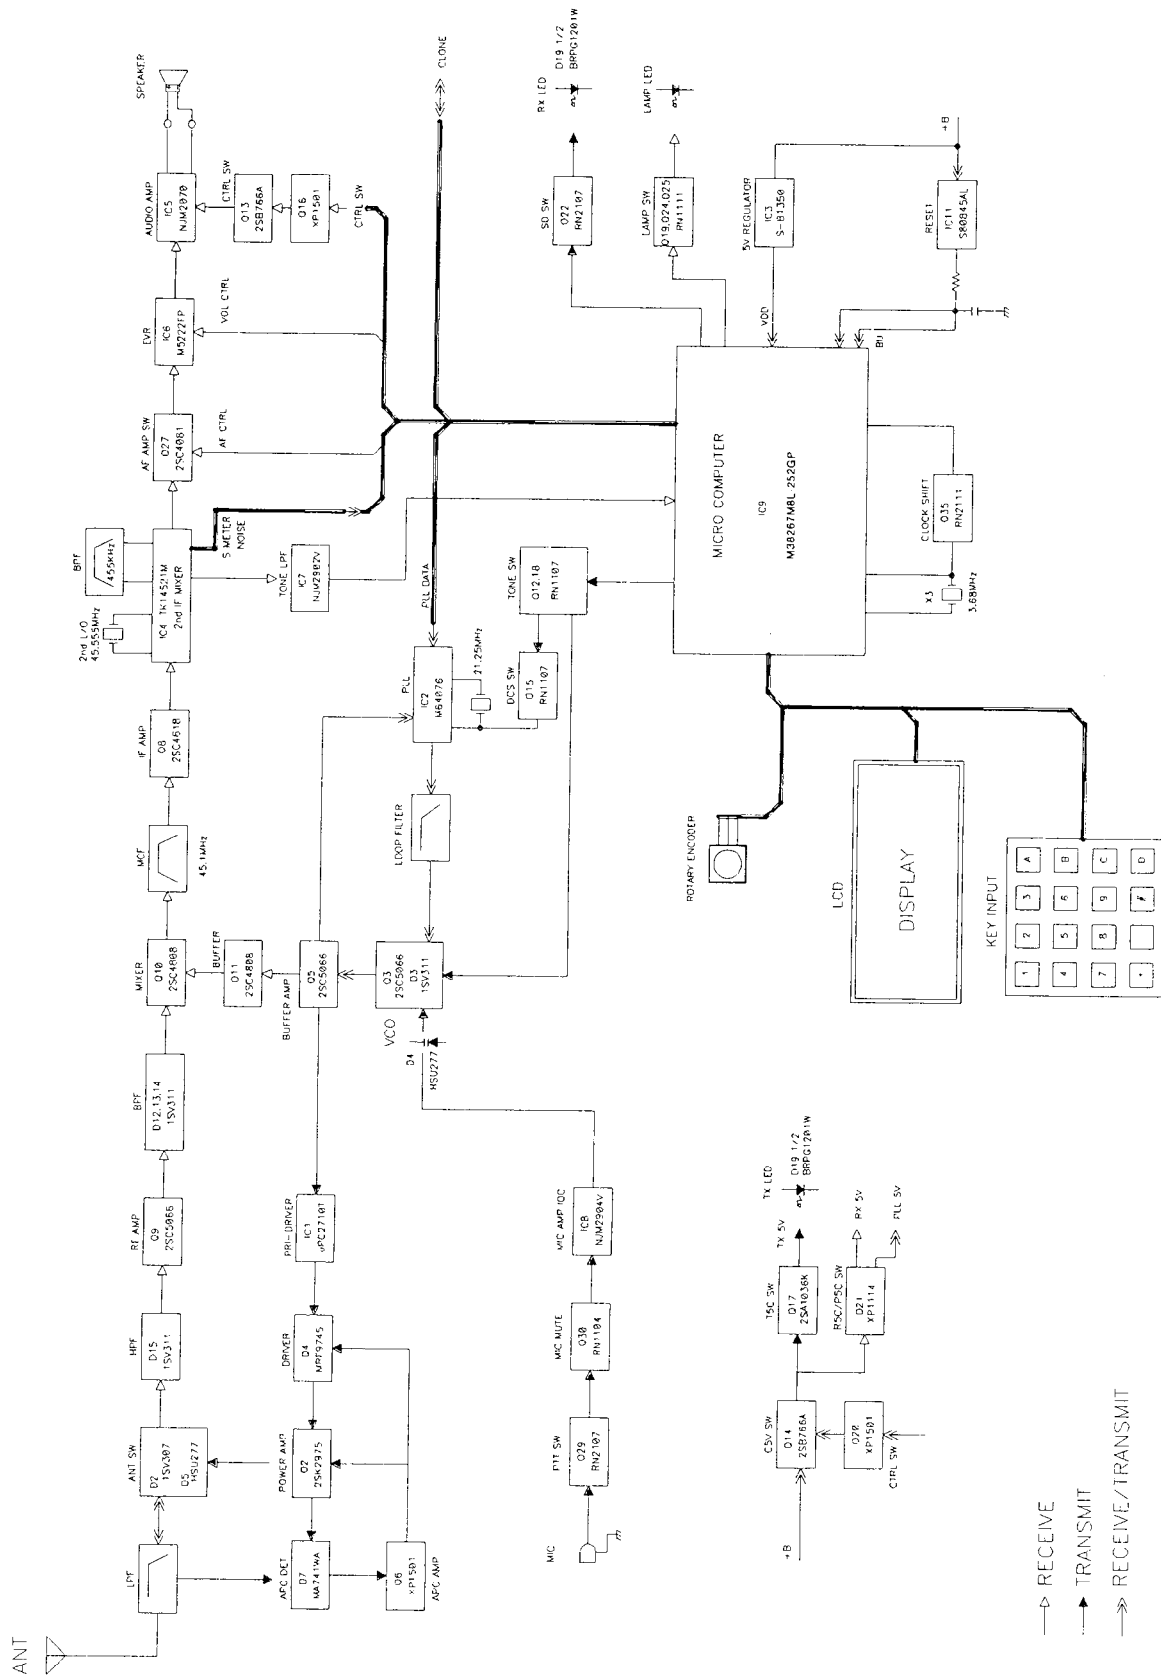 ANT
LPF
ANT SW
D2
1SV307
D5
HSU277
HPF
D15
1SV311
RF AMP
Q9
2SC5066
BPF
D12,13,14
1SV311
MIXER
Q10
2SC4808
MCF
45.1MHz
IF AMP
Q8
2SC4618
2nd L/O
45.555MHz
BPF
455KHz
IC4 TK14521M
2nd IF MIXER
AF AMP SW
Q27
2SC4081
EVR
IC6
M5222FP
AUDIO AMP
IC5
NJM2070
SPEAKER
AF CTRL
VOL CTRL
CTRL SW
Q13
2SB766A
Q16
XP1501
CTRL SW
S METER
NOISE
TONE LPF
IC7
NJM2902V
BUFFER
Q11
2SC4808
BUFFER AMP
Q5
2SC5066
APC DET
D7
MA741WA
POWER AMP
Q2
2SK2975
DRIVER
Q4
MRF9745
PRI-DRIVER
IC1
uPC2710T
Q6
XP1501
APC AMP
VCO
Q3
2SC5066
D3
1SV311
D4
HSU277
LOOP FILTER
PLL
IC2
M64076
21.25MHz
PLL DATA
CLONE
DCS SW
Q15
RN1107
TONE SW
Q12,18
RN1107
MIC
PTT SW
Q29
RN2107
MIC MUTE
Q30
RN1104
MIC AMP IDC
IC8
NJM2904V
SD SW
Q22
RN2107
RX LED
D19 1/2
BRPG1201W
LAMP SW
Q19,Q24,Q25
RN1111
LAMP LED
MICRO COMPUTER
IC9
M38267M8L-252GP
VDD
5V REGULATOR
IC3
S-81350
+B
RESET
IC11
S80845AL
BU
CLOCK SHIFT
Q35
RN2111
X3
3.68MHz
ROTARY ENCODER
LCD
DISPLAY
KEY INPUT
1 2 3 A
4 5 6 B
7 8 9 C
* # D
+B
C5V SW
Q14
2SB766A
Q20
XP1501
CTRL SW
T5C SW
Q17
2SA1036K
TX 5V
TX LED
D19 1/2
BRPG1201W
R5C/P5C SW
Q21
XP1114
RX 5V
PLL 5V
RECEIVE
TRANSMIT
RECEIVE/TRANSMIT